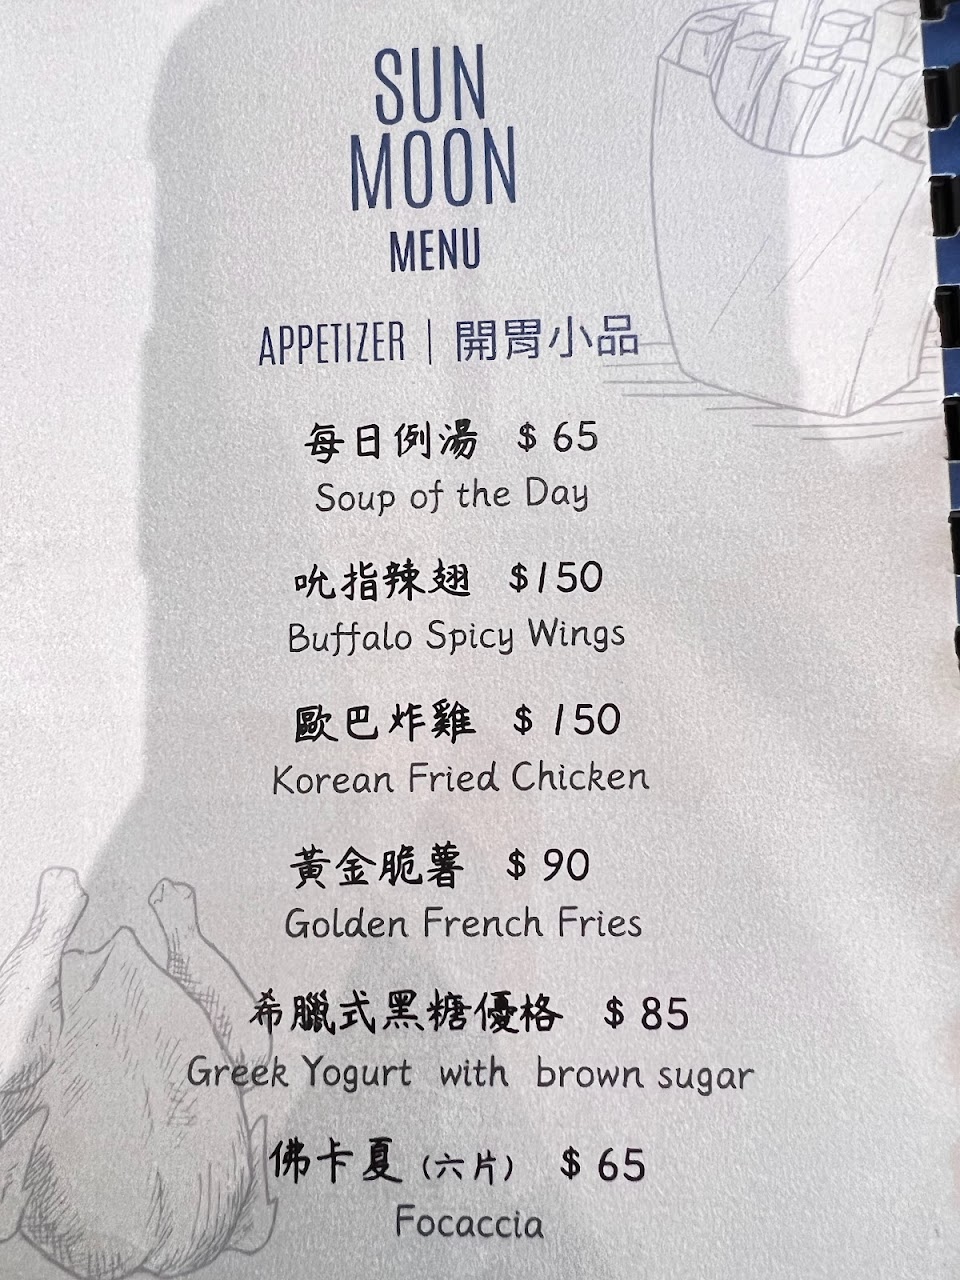 SUN
MOON
MENU
APPETIZER | 開胃小品
每日例湯 $ 65
Soup of the Day
吮指辣翅 $150
Buffalo Spicy Wings
歐巴炸雞 $ 150
Korean Fried Chicken
黃金脆薯 $ 90
Golden French Fries
希臘式黑糖優格 $ 85
Greek Yogurt with brown sugar
佛卡夏 (六片) $ 65
Focaccia